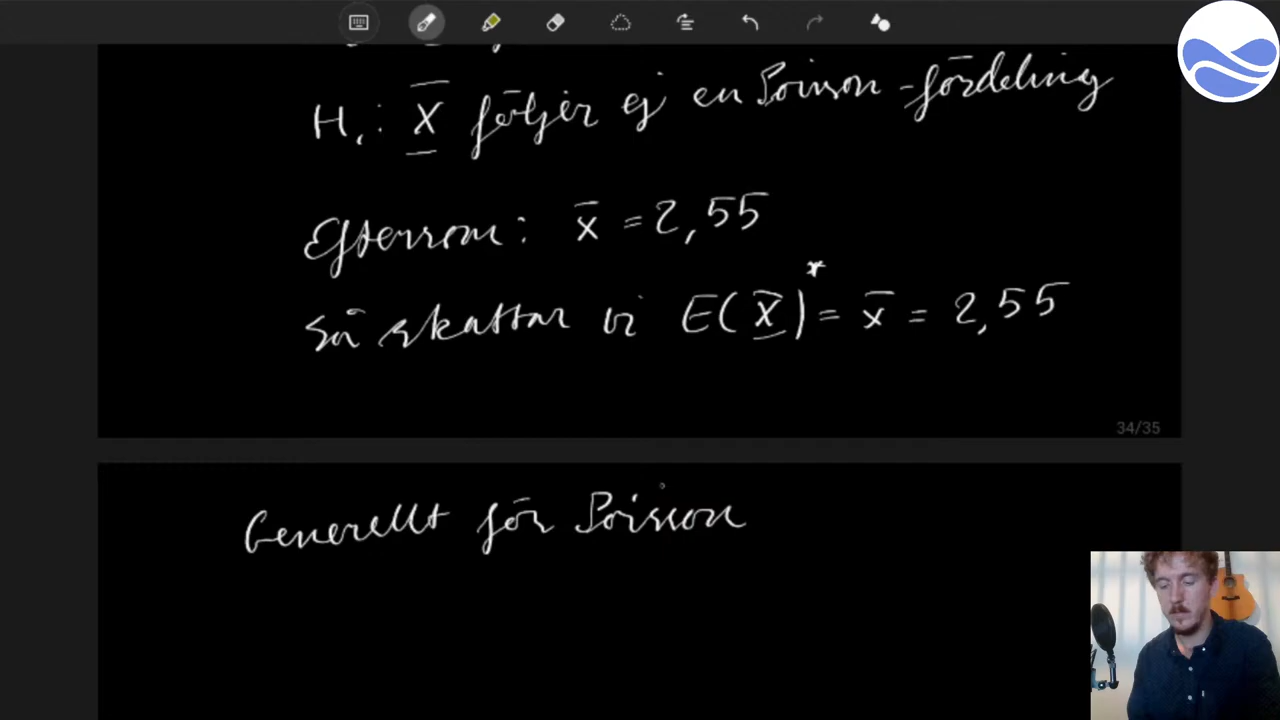 H₁: X̅ följer ej en Poisson-fördelning
Eftersom: x̅ = 2,55
så skattar vi E(X̅)* = x̅ = 2,55
34/35
Generellt för Poisson